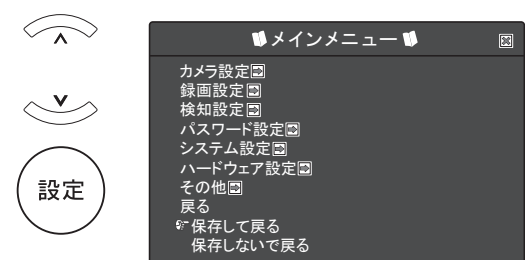 メインメニュー
カメラ設定
録画設定
検知設定
パスワード設定
システム設定
ハードウェア設定
その他
戻る
保存して戻る
保存しないで戻る
設定